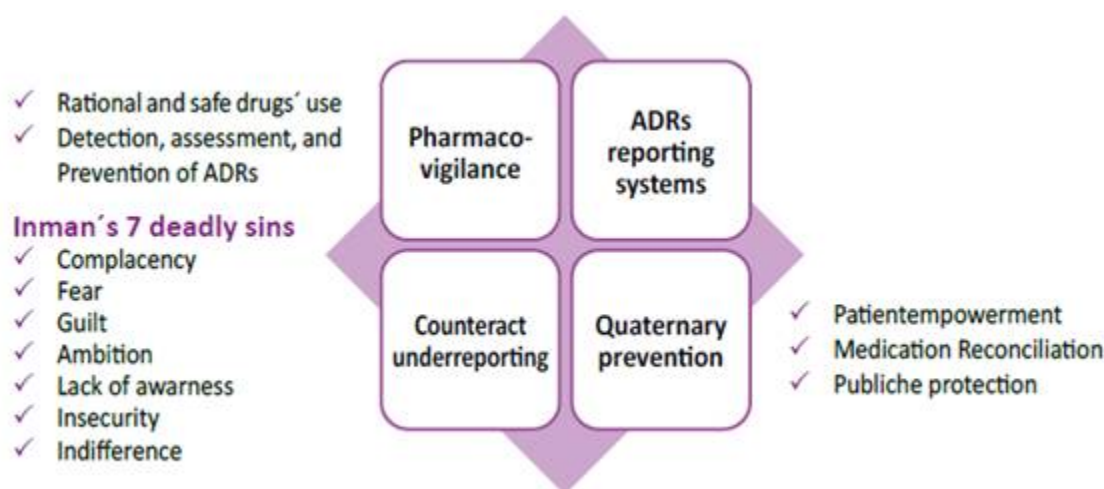 ✓ Rational and safe drugs´ use
✓ Detection, assessment, and
Prevention of ADRs
Inman´s 7 deadly sins
✓ Complacency
✓ Fear
✓ Guilt
✓ Ambition
✓ Lack of awarness
✓ Insecurity
✓ Indifference
Pharmaco-
vigilance
ADRs
reporting
systems
Counteract
underreporting
Quaternary
prevention
✓ Patientempowerment
✓ Medication Reconciliation
✓ Publiche protection